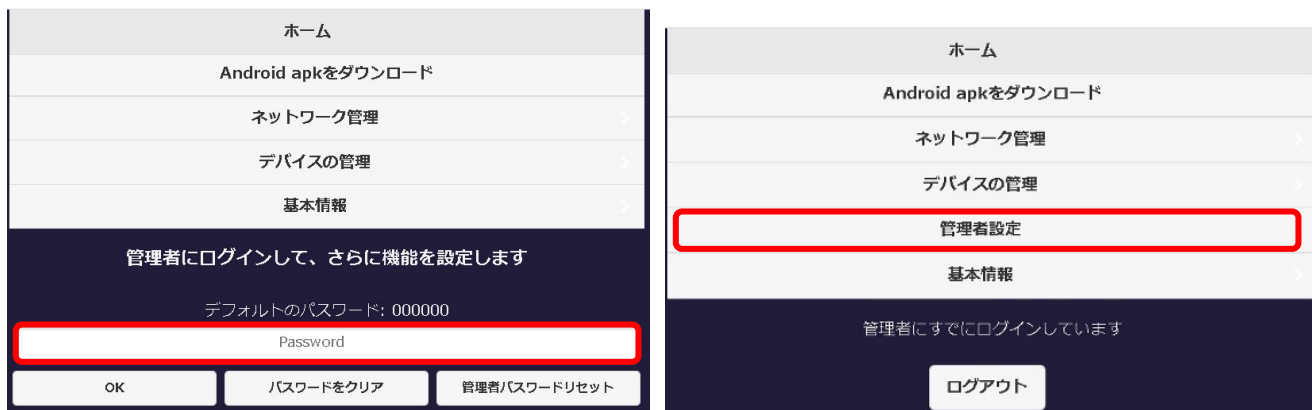 ホーム
Android apkをダウンロード
ネットワーク管理
デバイスの管理
基本情報
管理者にログインして、さらに機能を設定します
デフォルトのパスワード: 000000
Password
OK
パスワードをクリア
管理者パスワードリセット
ホーム
Android apkをダウンロード
ネットワーク管理
デバイスの管理
管理者設定
基本情報
管理者にすでにログインしています
ログアウト